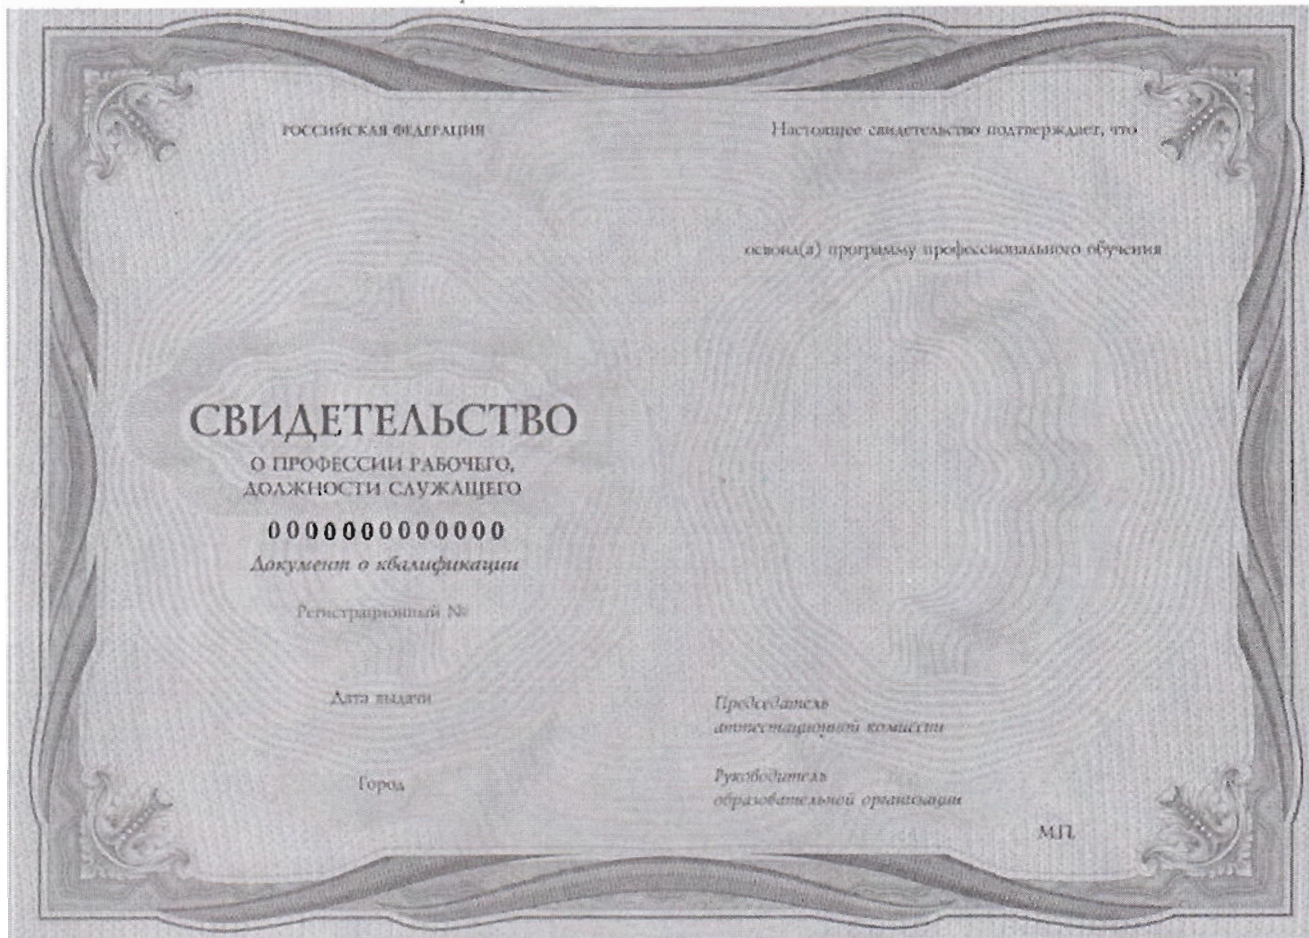 РОССИЙСКАЯ ФЕДЕРАЦИЯ
СВИДЕТЕЛЬСТВО
О ПРОФЕССИИ РАБОЧЕГО,
ДОЛЖНОСТИ СЛУЖАЩЕГО
0000000000000
Документ о квалификации
Регистрационный №
Дата выдачи
Город
Настоящее свидетельство подтверждает, что
освоил(а) программу профессионального обучения
Председатель
аттестационной комиссии
Руководитель
образовательной организации
М.П.